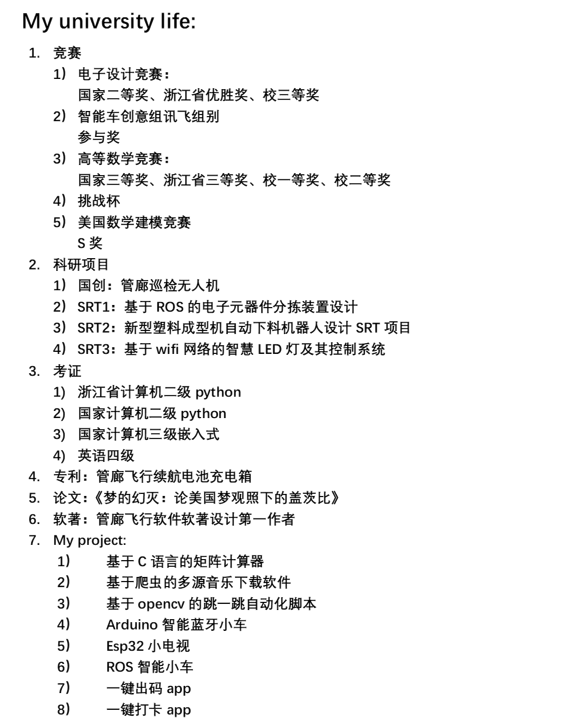 My university life:
1. 竞赛
1) 电子设计竞赛：
国家二等奖、浙江省优胜奖、校三等奖
2) 智能车创意组讯飞组别
参与奖
3) 高等数学竞赛：
国家三等奖、浙江省三等奖、校一等奖、校二等奖
4) 挑战杯
5) 美国数学建模竞赛
S 奖
2. 科研项目
1) 国创：管廊巡检无人机
2) SRT1：基于 ROS 的电子元器件分拣装置设计
3) SRT2：新型塑料成型机自动下料机器人设计 SRT 项目
4) SRT3：基于 wifi 网络的智慧 LED 灯及其控制系统
3. 考证
1) 浙江省计算机二级 python
2) 国家计算机二级 python
3) 国家计算机三级嵌入式
4) 英语四级
4. 专利：管廊飞行续航电池充电箱
5. 论文：《梦的幻灭：论美国梦观照下的盖茨比》
6. 软著：管廊飞行软件软著设计第一作者
7. My project:
1) 基于 C 语言的矩阵计算器
2) 基于爬虫的多源音乐下载软件
3) 基于 opencv 的跳一跳自动化脚本
4) Arduino 智能蓝牙小车
5) Esp32 小电视
6) ROS 智能小车
7) 一键出码 app
8) 一键打卡 app